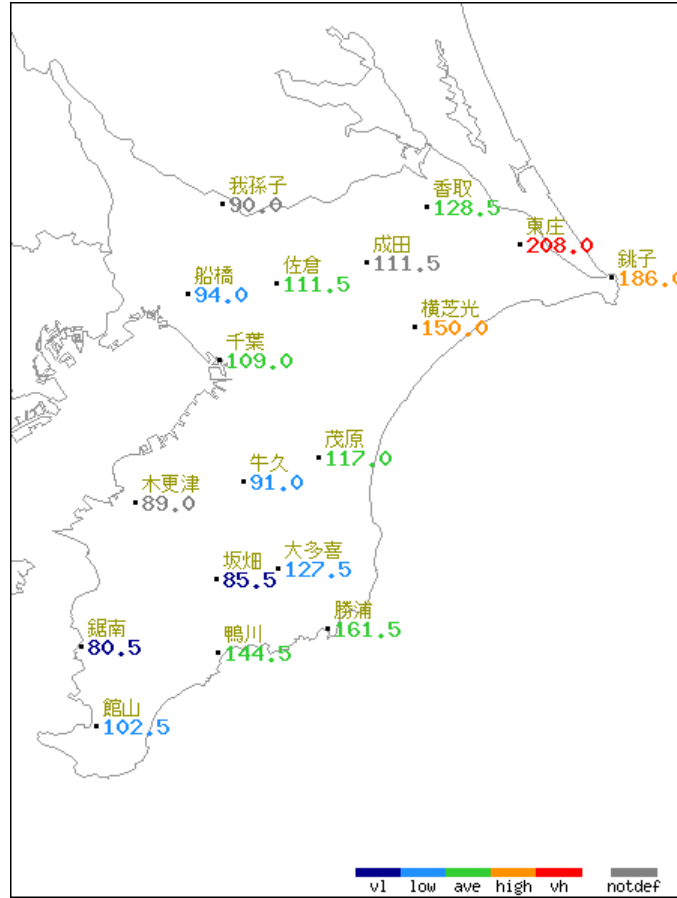 我孫子
90.0
香取
128.5
東庄
208.0
成田
111.5
銚子
186.0
佐倉
111.5
船橋
94.0
横芝光
150.0
千葉
109.0
茂原
117.0
牛久
91.0
木更津
89.0
大多喜
127.5
坂畑
85.5
勝浦
161.5
鋸南
80.5
鴨川
144.5
館山
102.5
vl low ave high vh notdef